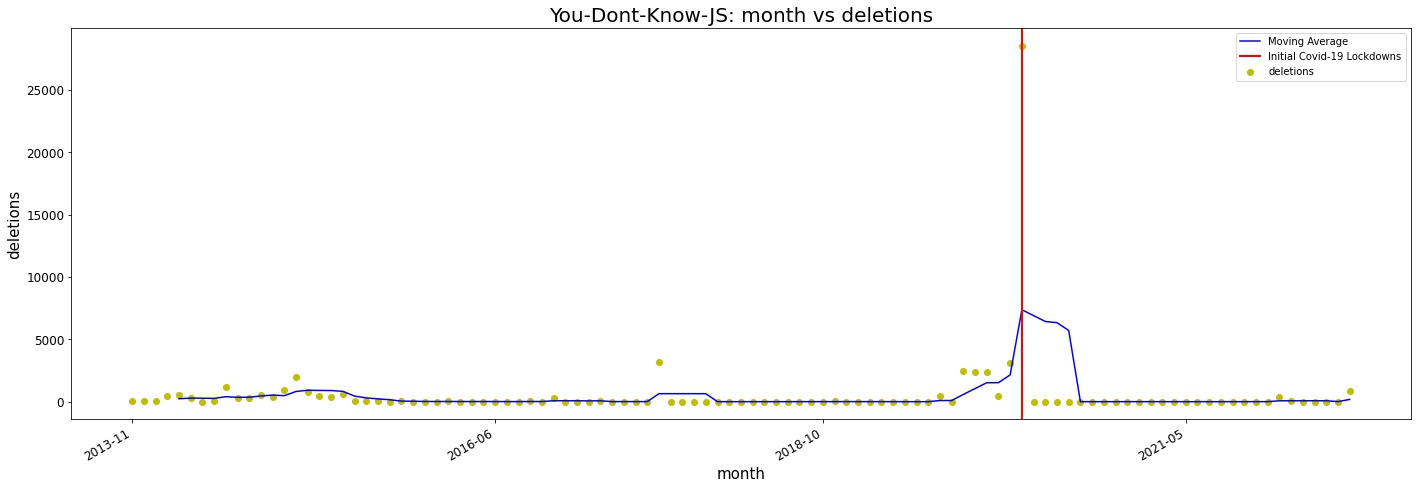 You-Dont-Know-JS: month vs deletions
Moving Average
Initial Covid-19 Lockdowns
deletions
deletions
25000
20000
15000
10000
5000
0
2013-11
2016-06
2018-10
2021-05
month